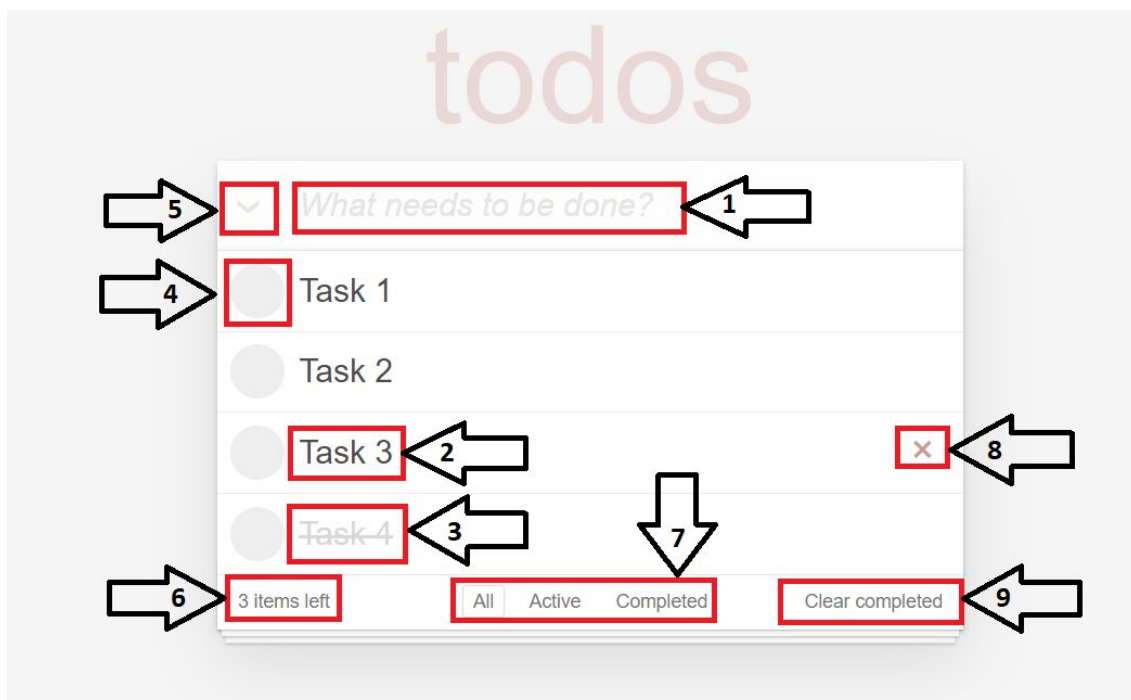 todos
5
What needs to be done?
1
4
Task 1
Task 2
Task 3
2
8
Task 4
3
7
6
3 items left
All
Active
Completed
Clear completed
9